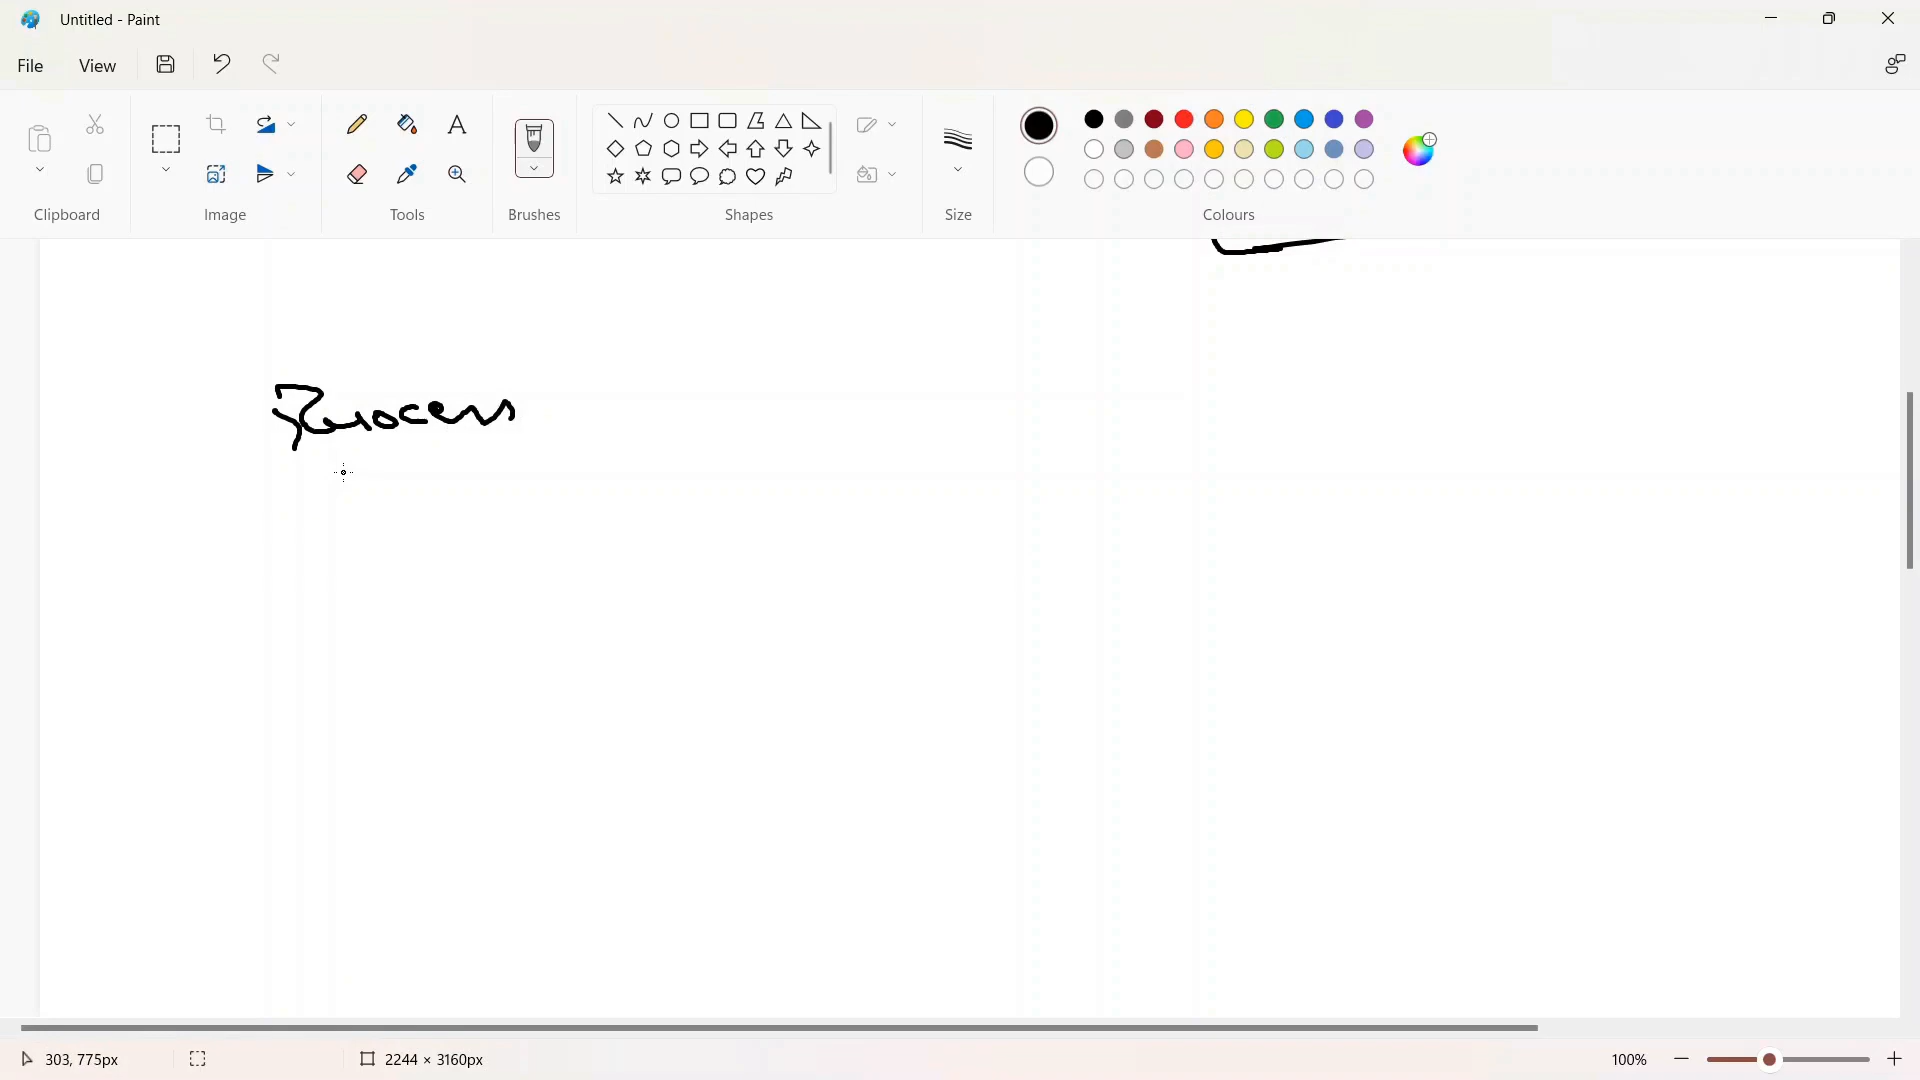 Untitled - Paint
File View
Clipboard Image Tools Brushes Shapes Size Colours
Process
303, 775px 2244 × 3160px 100%